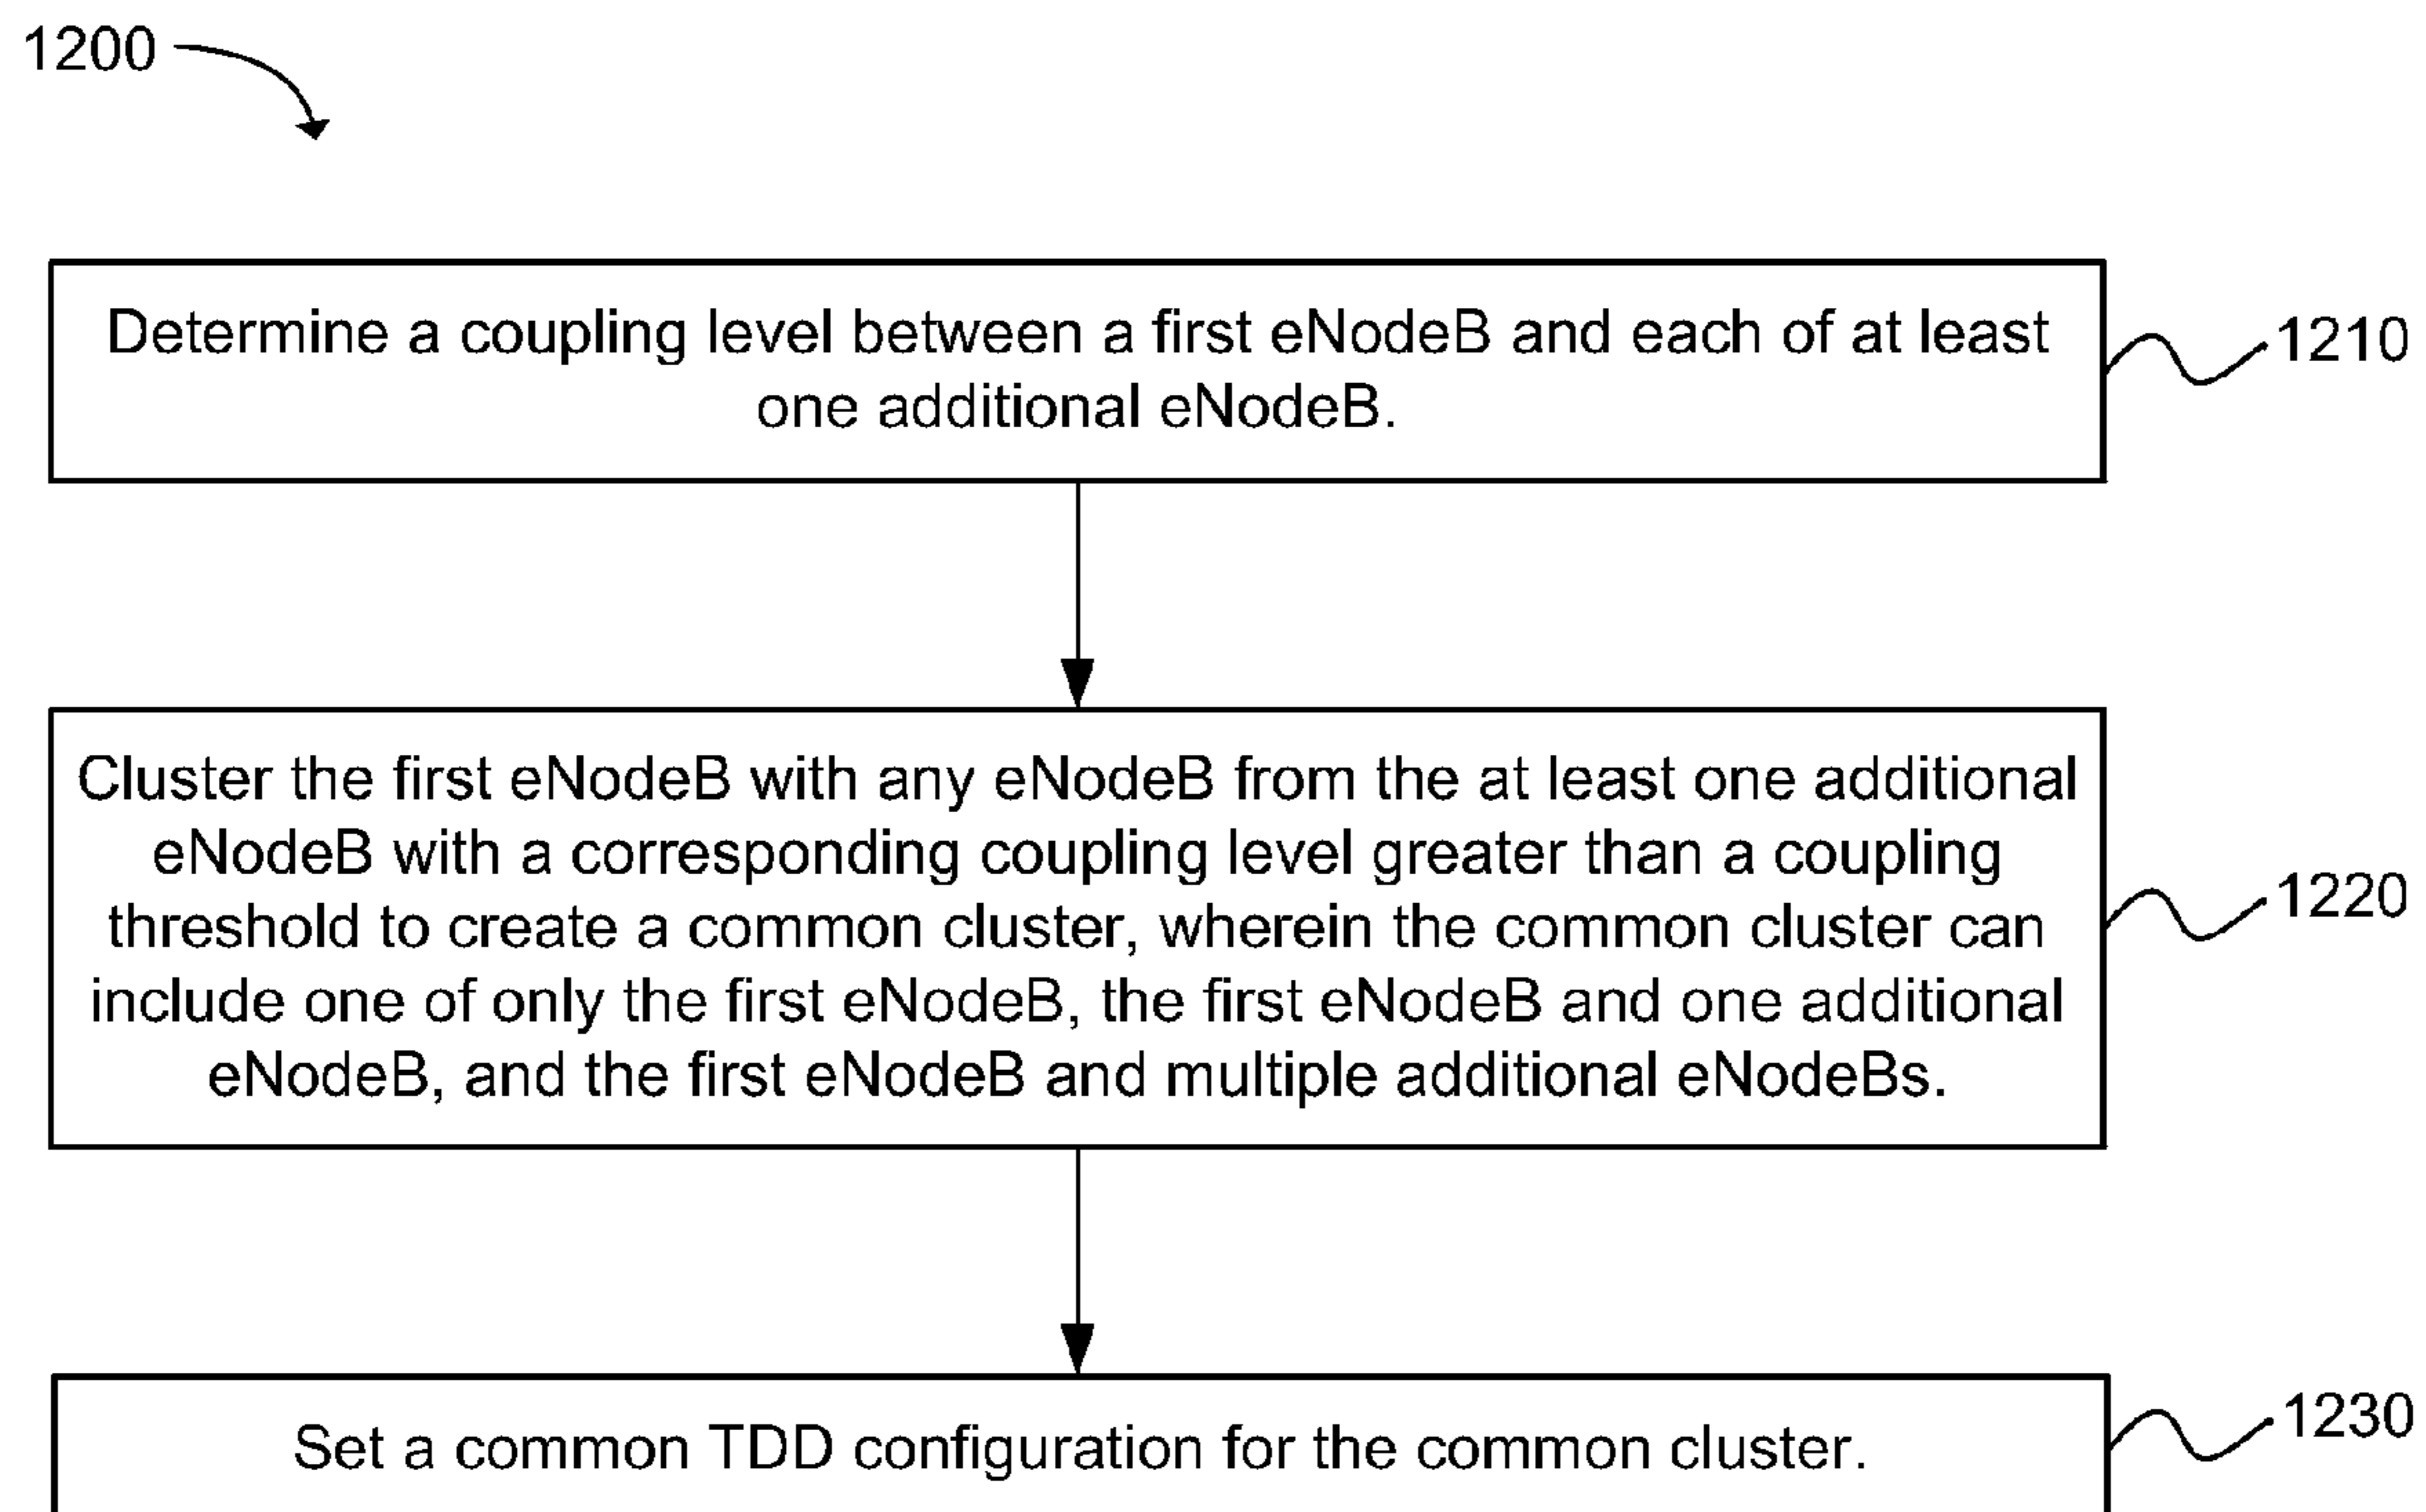 1200
Determine a coupling level between a first eNodeB and each of at least
one additional eNodeB.
1210
Cluster the first eNodeB with any eNodeB from the at least one additional
eNodeB with a corresponding coupling level greater than a coupling
threshold to create a common cluster, wherein the common cluster can
include one of only the first eNodeB, the first eNodeB and one additional
eNodeB, and the first eNodeB and multiple additional eNodeBs.
1220
Set a common TDD configuration for the common cluster.
1230